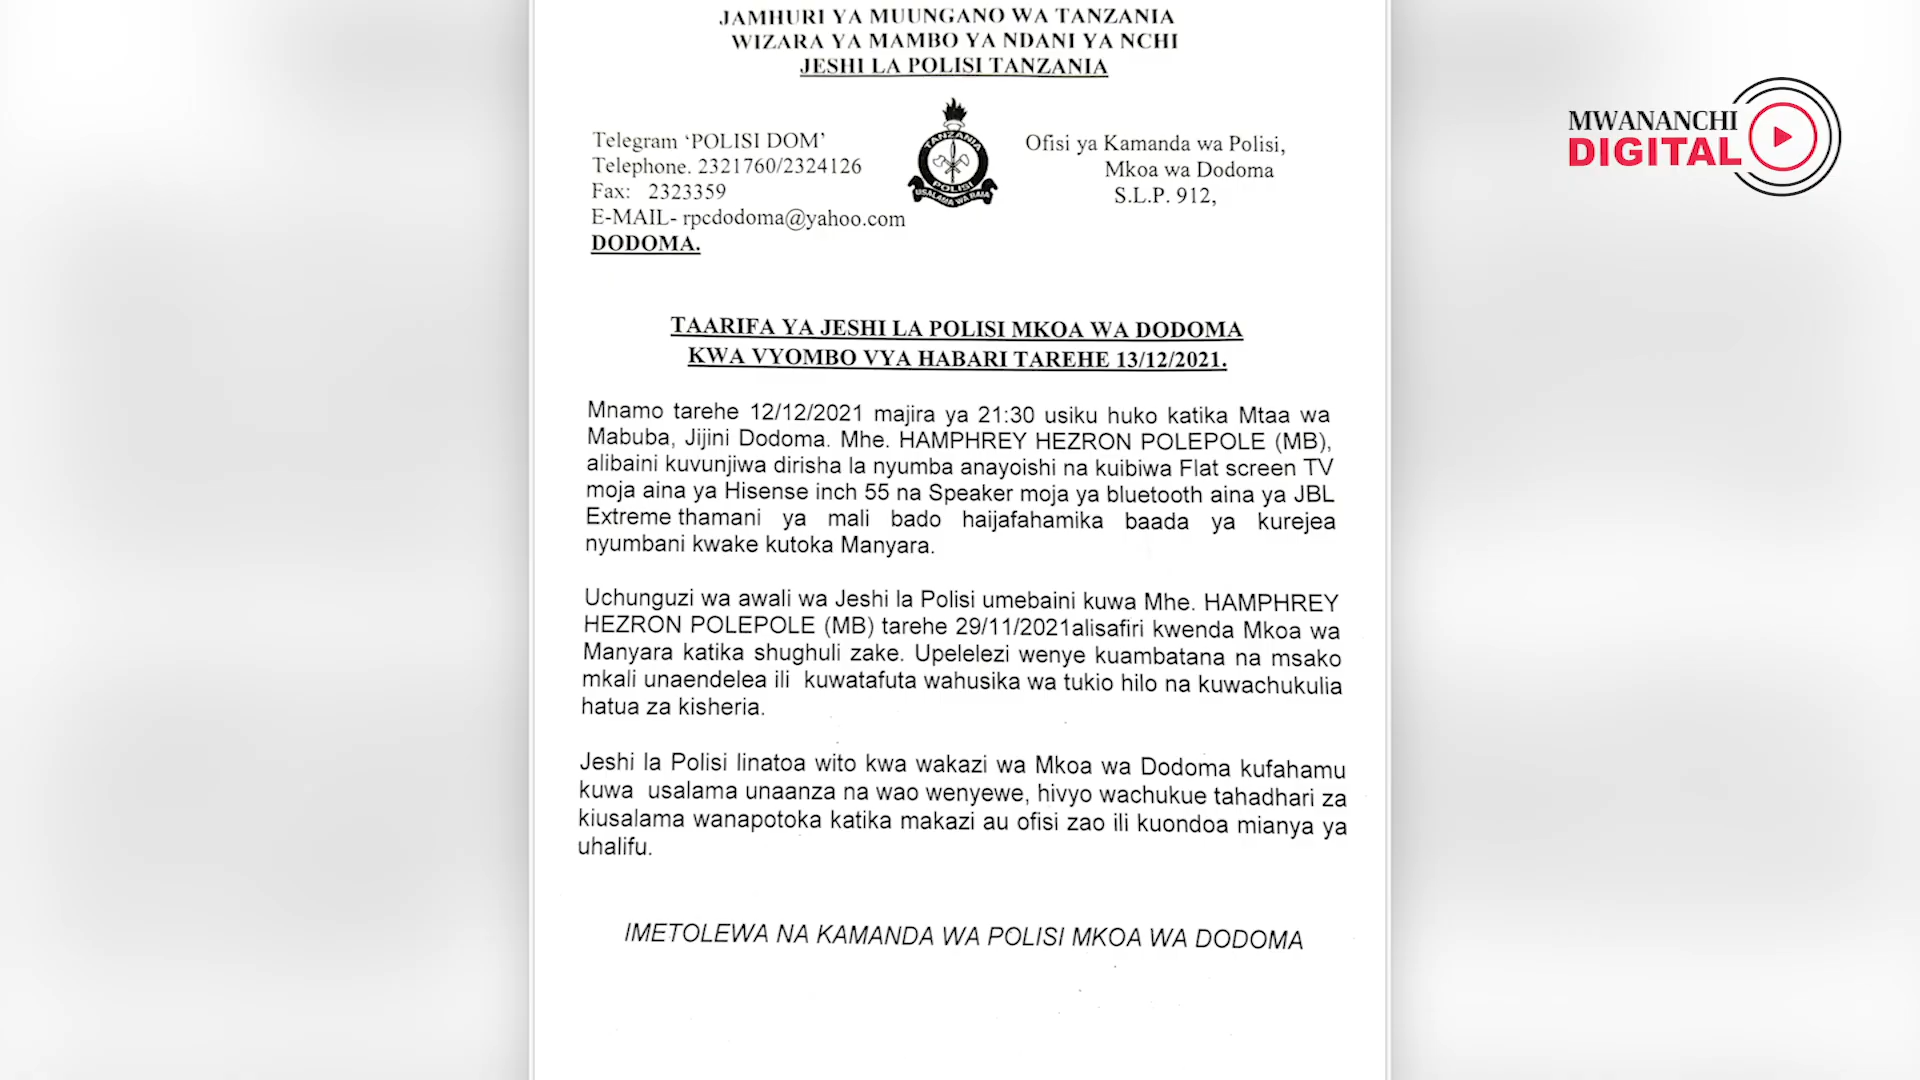 JAMHURI YA MUUNGANO WA TANZANIA
WIZARA YA MAMBO YA NDANI YA NCHI
JESHI LA POLISI TANZANIA
Telegram ‘POLISI DOM’
Telephone. 2321760/2324126
Fax: 2323359
E-MAIL- rpcdodoma@yahoo.com
DODOMA.
TANZANIA
POLISI
USALAMA WA RAIA
Ofisi ya Kamanda wa Polisi,
Mkoa wa Dodoma
S.L.P. 912,
MWANANCHI
DIGITAL
TAARIFA YA JESHI LA POLISI MKOA WA DODOMA
KWA VYOMBO VYA HABARI TAREHE 13/12/2021.
Mnamo tarehe 12/12/2021 majira ya 21:30 usiku huko katika Mtaa wa
Mabuba, Jijini Dodoma. Mhe. HAMPHREY HEZRON POLEPOLE (MB),
alibaini kuvunjiwa dirisha la nyumba anayoishi na kuibiwa Flat screen TV
moja aina ya Hisense inch 55 na Speaker moja ya bluetooth aina ya JBL
Extreme thamani ya mali bado haijafahamika baada ya kurejea
nyumbani kwake kutoka Manyara.
Uchunguzi wa awali wa Jeshi la Polisi umebaini kuwa Mhe. HAMPHREY
HEZRON POLEPOLE (MB) tarehe 29/11/2021alisafiri kwenda Mkoa wa
Manyara katika shughuli zake. Upelelezi wenye kuambatana na msako
mkali unaendelea ili kuwatafuta wahusika wa tukio hilo na kuwachukulia
hatua za kisheria.
Jeshi la Polisi linatoa wito kwa wakazi wa Mkoa wa Dodoma kufahamu
kuwa usalama unaanza na wao wenyewe, hivyo wachukue tahadhari za
kiusalama wanapotoka katika makazi au ofisi zao ili kuondoa mianya ya
uhalifu.
IMETOLEWA NA KAMANDA WA POLISI MKOA WA DODOMA